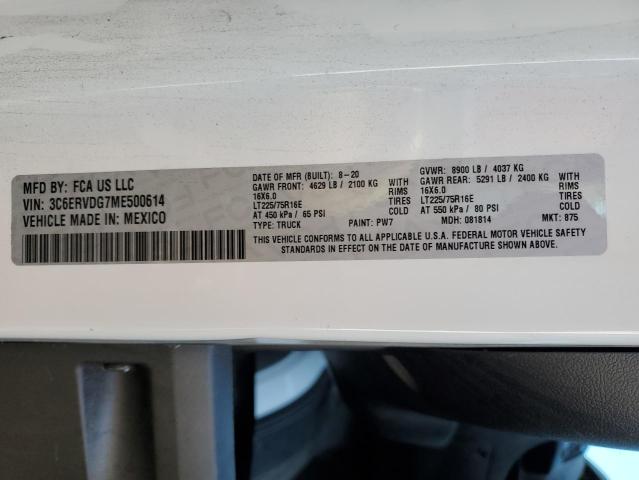 MFD BY: FCA US LLC
VIN: 3C6ERVDG7ME500614
VEHICLE MADE IN: MEXICO
DATE OF MFR (BUILT): 8-20
GAWR FRONT: 4629 LB / 2100 KG WITH
16X6.0 RIMS
LT225/75R16E TIRES
AT 450 kPa / 65 PSI COLD
TYPE: TRUCK PAINT: PW7
GVWR: 8900 LB / 4037 KG
GAWR REAR: 5291 LB / 2400 KG WITH
16X6.0 RIMS
LT225/75R16E TIRES
AT 550 kPa / 80 PSI COLD
MDH: 081814 MKT: 875
THIS VEHICLE CONFORMS TO ALL APPLICABLE U.S.A. FEDERAL MOTOR VEHICLE SAFETY
STANDARDS IN EFFECT ON THE DATE OF MANUFACTURE SHOWN ABOVE.